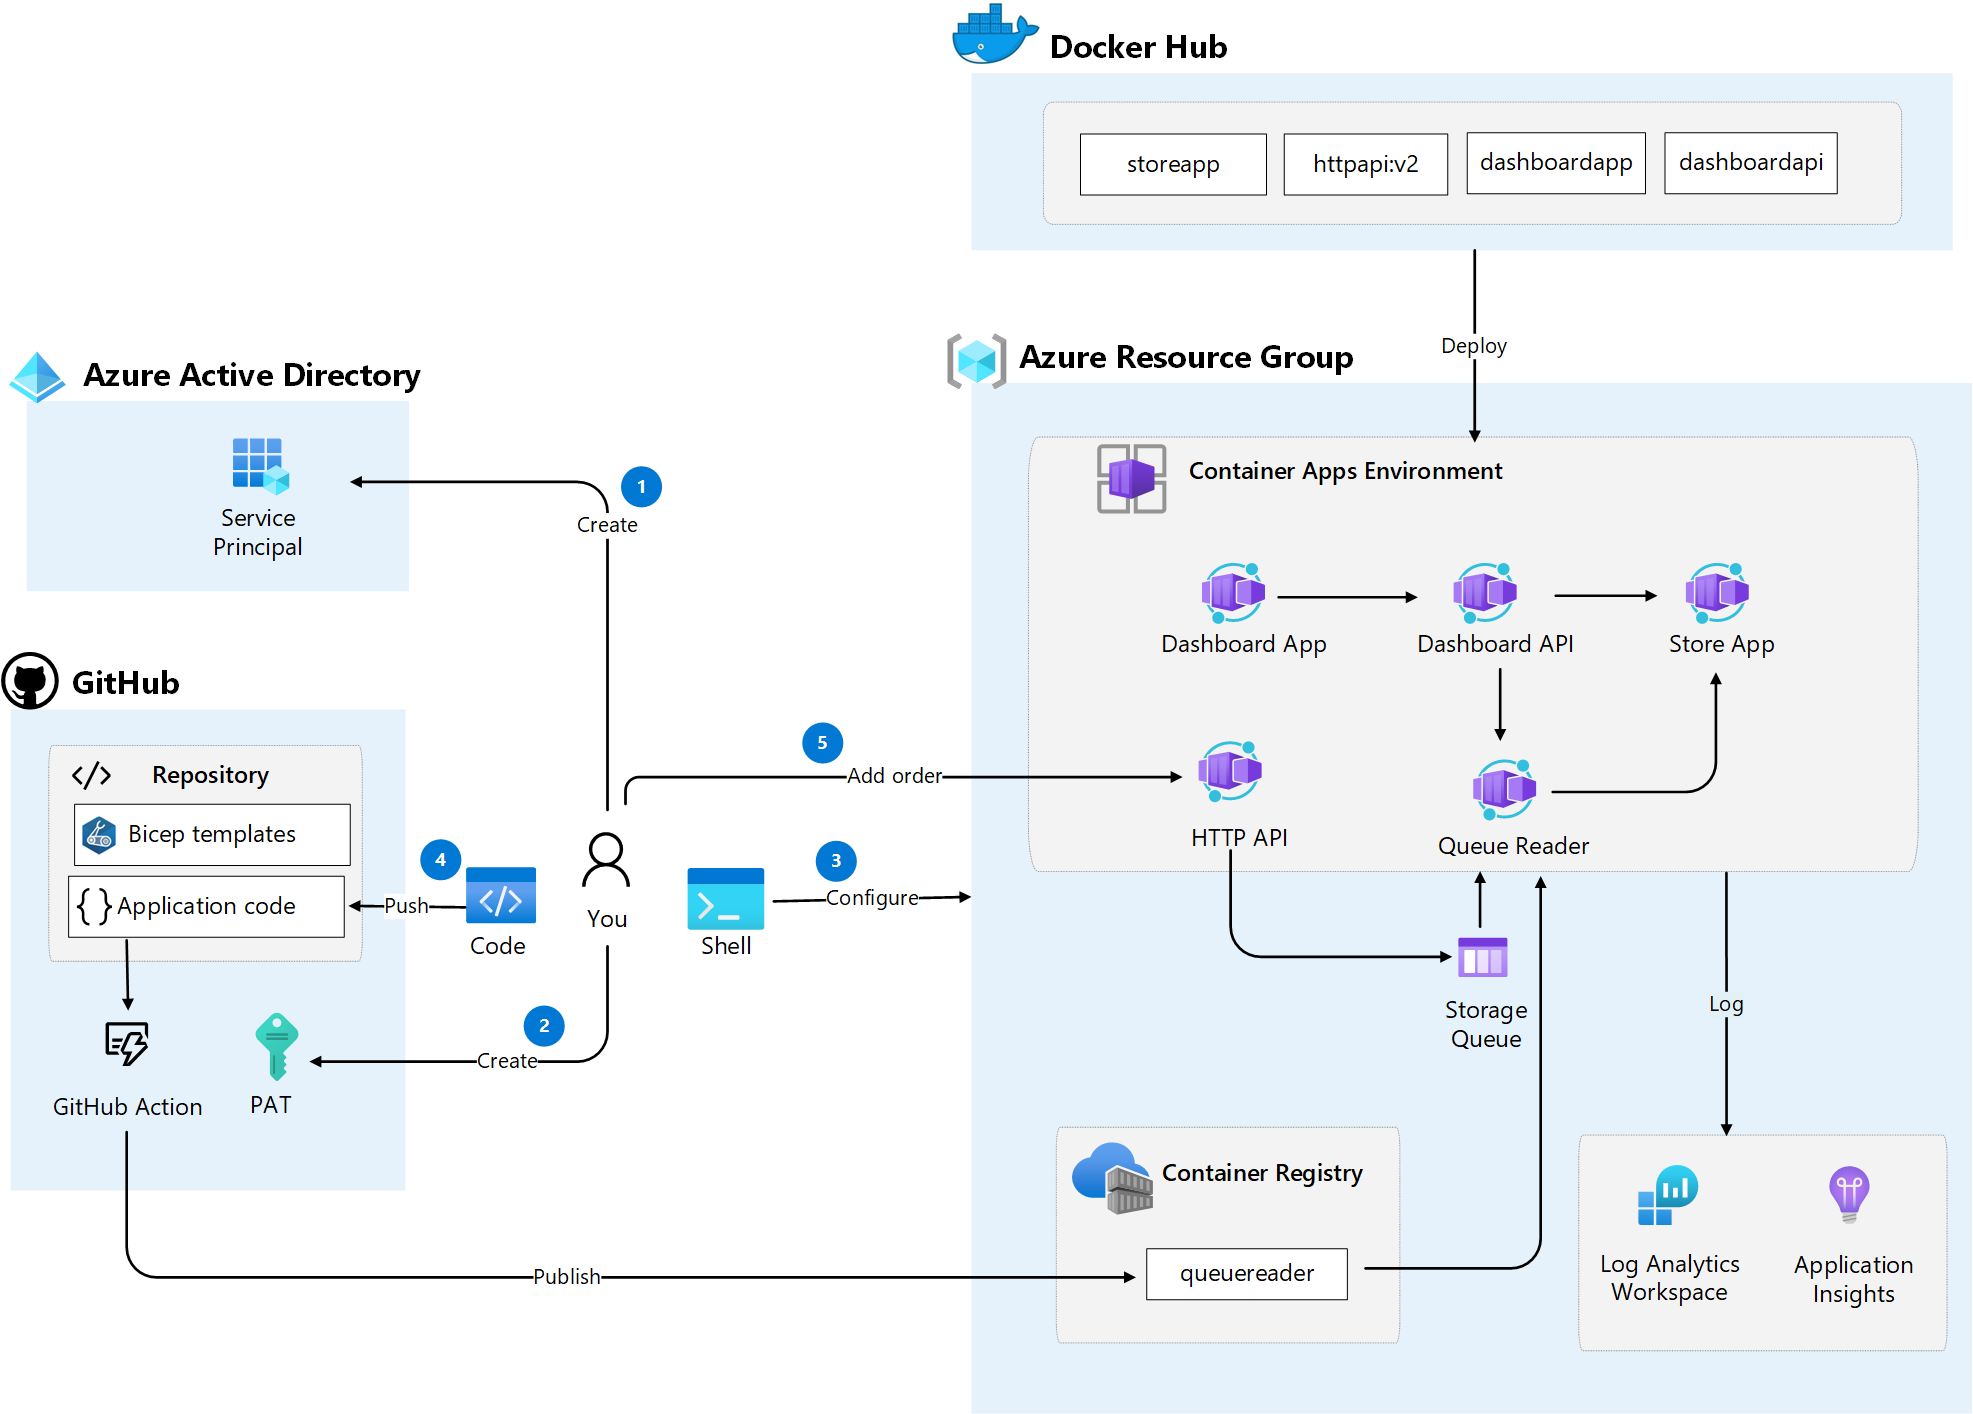 Docker Hub
storeapp
httpapi:v2
dashboardapp
dashboardapi
Deploy
Azure Resource Group
Azure Active Directory
Service
Principal
1
Create
Container Apps Environment
Dashboard App
Dashboard API
Store App
GitHub
Repository
Bicep templates
Application code
5
Add order
HTTP API
Queue Reader
4
Push
Code
You
3
Configure
Shell
2
Create
GitHub Action
PAT
Storage
Queue
Log
Container Registry
queuereader
Publish
Log Analytics
Workspace
Application
Insights